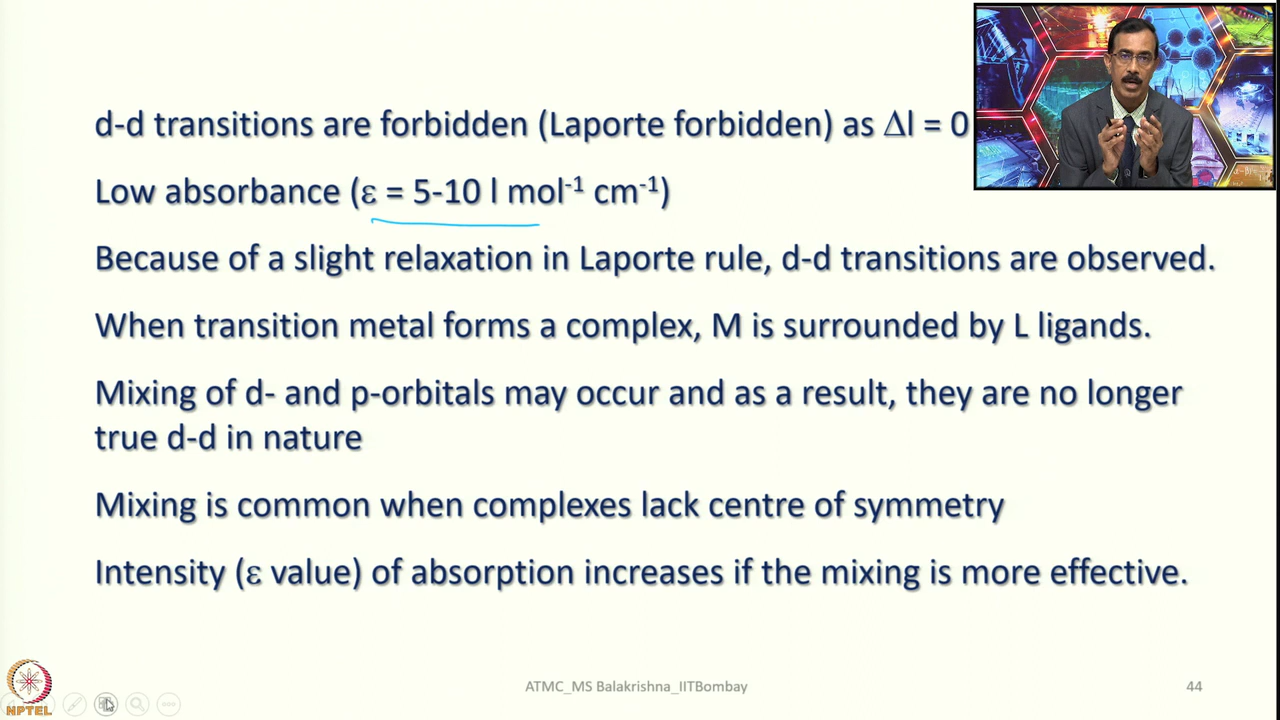 d-d transitions are forbidden (Laporte forbidden) as Δl = 0
Low absorbance (ε = 5-10 l mol⁻¹ cm⁻¹)
Because of a slight relaxation in Laporte rule, d-d transitions are observed.
When transition metal forms a complex, M is surrounded by L ligands.
Mixing of d- and p-orbitals may occur and as a result, they are no longer
true d-d in nature
Mixing is common when complexes lack centre of symmetry
Intensity (ε value) of absorption increases if the mixing is more effective.
NPTEL
ATMC_MS Balakrishna_IITBombay
44